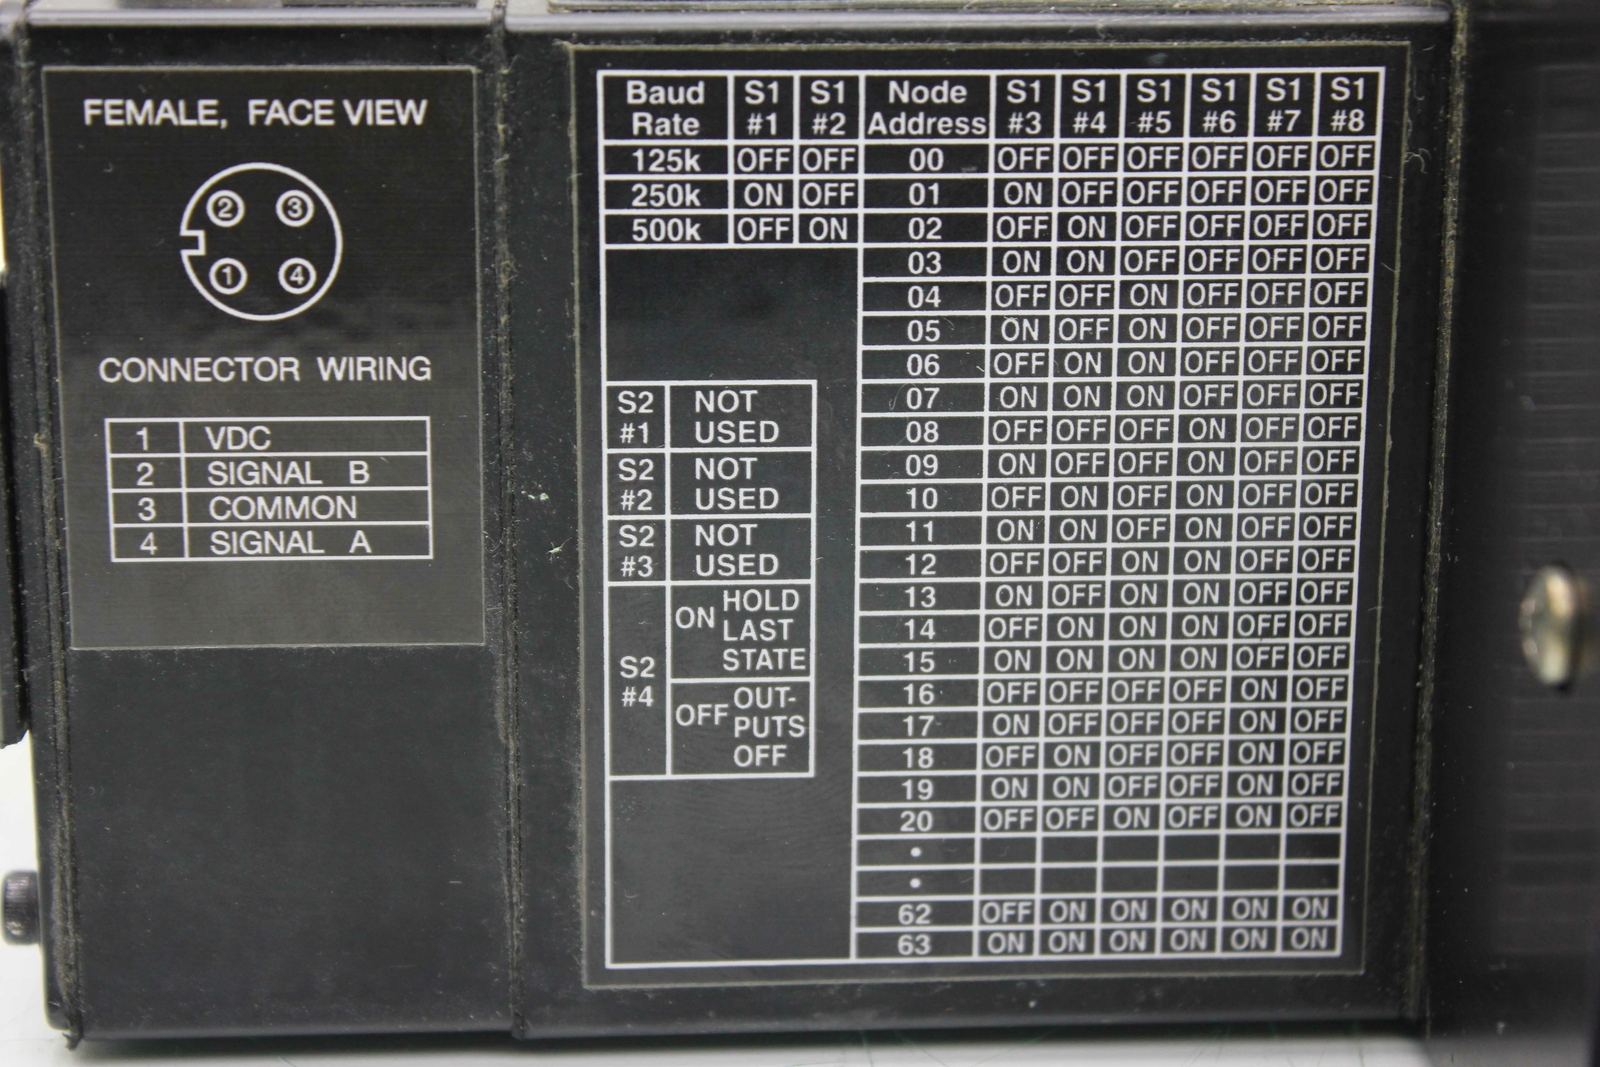 FEMALE, FACE VIEW
2 3
1 4
CONNECTOR WIRING
1 VDC
2 SIGNAL B
3 COMMON
4 SIGNAL A
Baud Rate S1 #1 S1 #2 Node Address S1 #3 S1 #4 S1 #5 S1 #6 S1 #7 S1 #8
125k OFF OFF 00 OFF OFF OFF OFF OFF OFF
250k ON OFF 01 ON OFF OFF OFF OFF OFF
500k OFF ON 02 OFF ON OFF OFF OFF OFF
03 ON ON OFF OFF OFF OFF
04 OFF OFF ON OFF OFF OFF
05 ON OFF ON OFF OFF OFF
06 OFF ON ON OFF OFF OFF
07 ON ON ON OFF OFF OFF
08 OFF OFF OFF ON OFF OFF
09 ON OFF OFF ON OFF OFF
10 OFF ON OFF ON OFF OFF
11 ON ON OFF ON OFF OFF
12 OFF OFF ON ON OFF OFF
13 ON OFF ON ON OFF OFF
14 OFF ON ON ON OFF OFF
15 ON ON ON ON OFF OFF
16 OFF OFF OFF OFF ON OFF
17 ON OFF OFF OFF ON OFF
18 OFF ON OFF OFF ON OFF
19 ON ON OFF OFF ON OFF
20 OFF OFF ON OFF ON OFF
•
•
62 OFF ON ON ON ON ON
63 ON ON ON ON ON ON
S2 #1 NOT USED
S2 #2 NOT USED
S2 #3 NOT USED
S2 #4 ON HOLD LAST STATE
OFF OUT-PUTS OFF